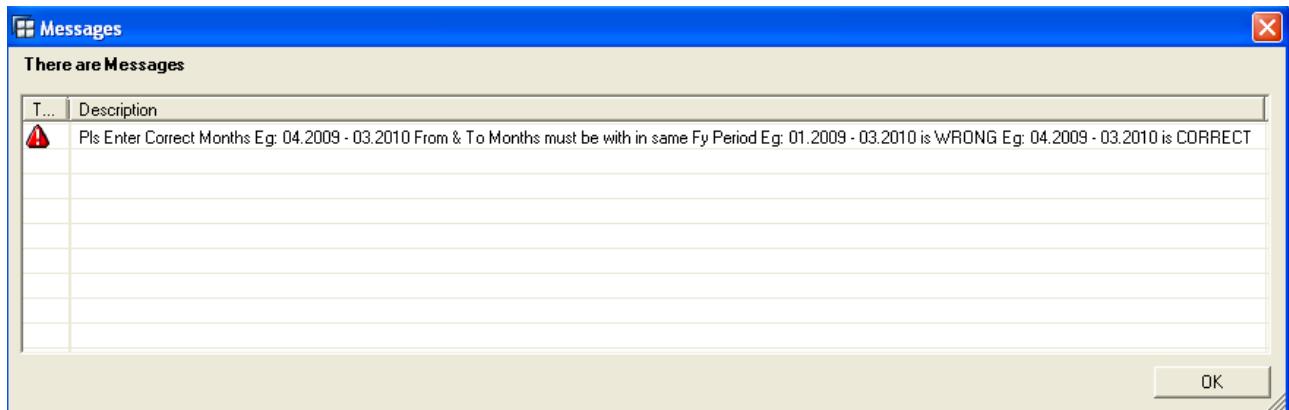 Messages
There are Messages
T... Description
Pls Enter Correct Months Eg: 04.2009 - 03.2010 From & To Months must be with in same Fy Period Eg: 01.2009 - 03.2010 is WRONG Eg: 04.2009 - 03.2010 is CORRECT
OK